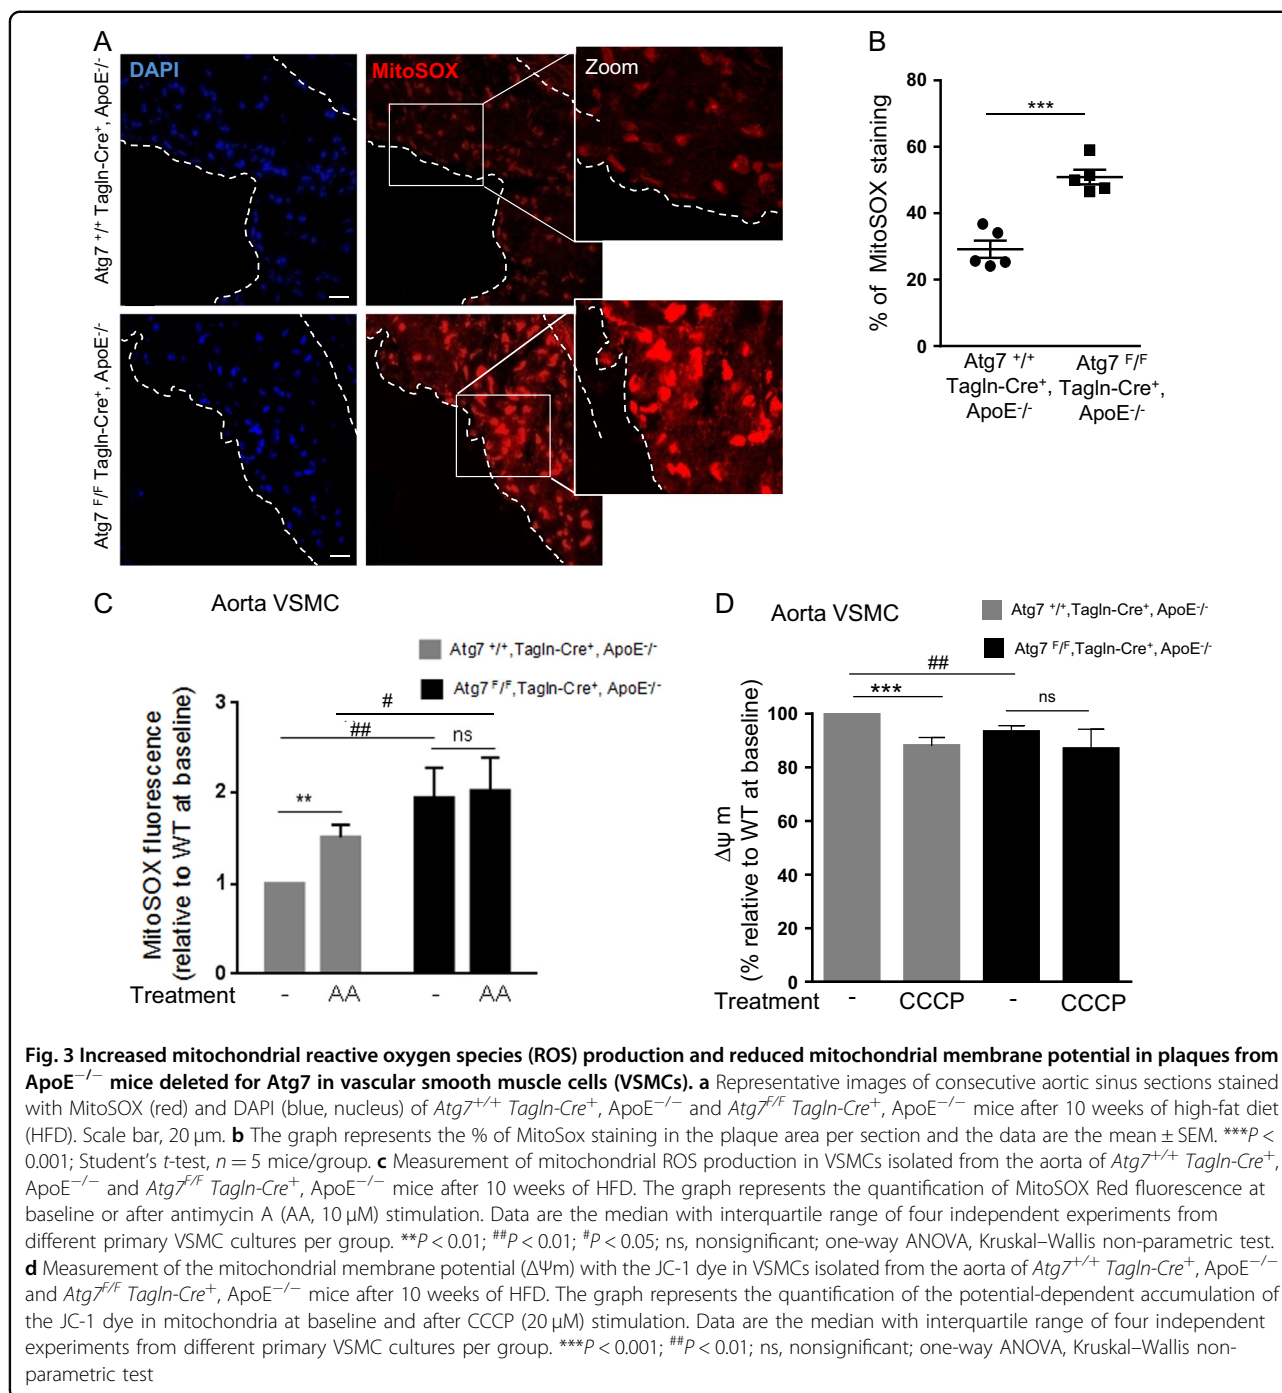 A
DAPI
MitoSOX
Zoom
Atg7 +/+ Tagln-Cre+, ApoE-/-
Atg7 F/F Tagln-Cre+, ApoE-/-
B
% of MitoSOX staining
80
60
40
20
0
***
Atg7 +/+
Tagln-Cre+,
ApoE-/-
Atg7 F/F
Tagln-Cre+,
ApoE-/-
C
Aorta VSMC
Atg7 +/+,Tagln-Cre+, ApoE-/-
Atg7 F/F,Tagln-Cre+, ApoE-/-
MitoSOX fluorescence
(relative to WT at baseline)
3
2
1
0
#
##
ns
**
Treatment - AA - AA
D
Aorta VSMC
Atg7 +/+,Tagln-Cre+, ApoE-/-
Atg7 F/F,Tagln-Cre+, ApoE-/-
Δψ m
(% relative to WT at baseline)
100
80
60
40
20
0
##
***
ns
Treatment - CCCP - CCCP
Fig. 3 Increased mitochondrial reactive oxygen species (ROS) production and reduced mitochondrial membrane potential in plaques from
ApoE−/− mice deleted for Atg7 in vascular smooth muscle cells (VSMCs). a Representative images of consecutive aortic sinus sections stained
with MitoSOX (red) and DAPI (blue, nucleus) of Atg7+/+ Tagln-Cre+, ApoE−/− and Atg7F/F Tagln-Cre+, ApoE−/− mice after 10 weeks of high-fat diet
(HFD). Scale bar, 20 μm. b The graph represents the % of MitoSox staining in the plaque area per section and the data are the mean ± SEM. ***P <
0.001; Student's t-test, n = 5 mice/group. c Measurement of mitochondrial ROS production in VSMCs isolated from the aorta of Atg7+/+ Tagln-Cre+,
ApoE−/− and Atg7F/F Tagln-Cre+, ApoE−/− mice after 10 weeks of HFD. The graph represents the quantification of MitoSOX Red fluorescence at
baseline or after antimycin A (AA, 10 μM) stimulation. Data are the median with interquartile range of four independent experiments from
different primary VSMC cultures per group. **P < 0.01; ##P < 0.01; #P < 0.05; ns, nonsignificant; one-way ANOVA, Kruskal–Wallis non-parametric test.
d Measurement of the mitochondrial membrane potential (ΔΨm) with the JC-1 dye in VSMCs isolated from the aorta of Atg7+/+ Tagln-Cre+, ApoE−/−
and Atg7F/F Tagln-Cre+, ApoE−/− mice after 10 weeks of HFD. The graph represents the quantification of the potential-dependent accumulation of
the JC-1 dye in mitochondria at baseline and after CCCP (20 μM) stimulation. Data are the median with interquartile range of four independent
experiments from different primary VSMC cultures per group. ***P < 0.001; ##P < 0.01; ns, nonsignificant; one-way ANOVA, Kruskal–Wallis non-
parametric test